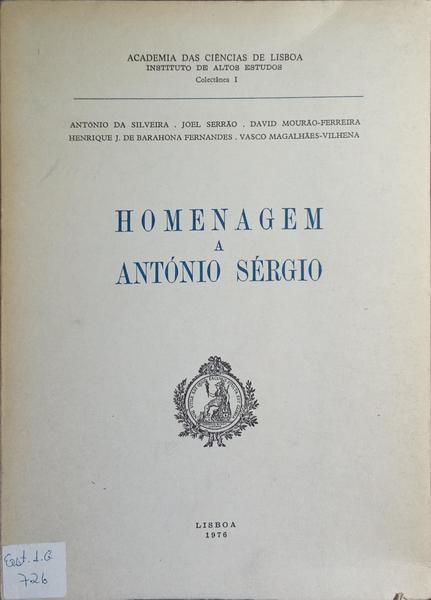 ACADEMIA DAS CIÊNCIAS DE LISBOA
INSTITUTO DE ALTOS ESTUDOS
Colectânea I
ANTÓNIO DA SILVEIRA . JOEL SERRÃO . DAVID MOURÃO-FERREIRA
HENRIQUE J. DE BARAHONA FERNANDES . VASCO MAGALHÃES-VILHENA
HOMENAGEM
A
ANTÓNIO SÉRGIO
LISBOA
1976
726